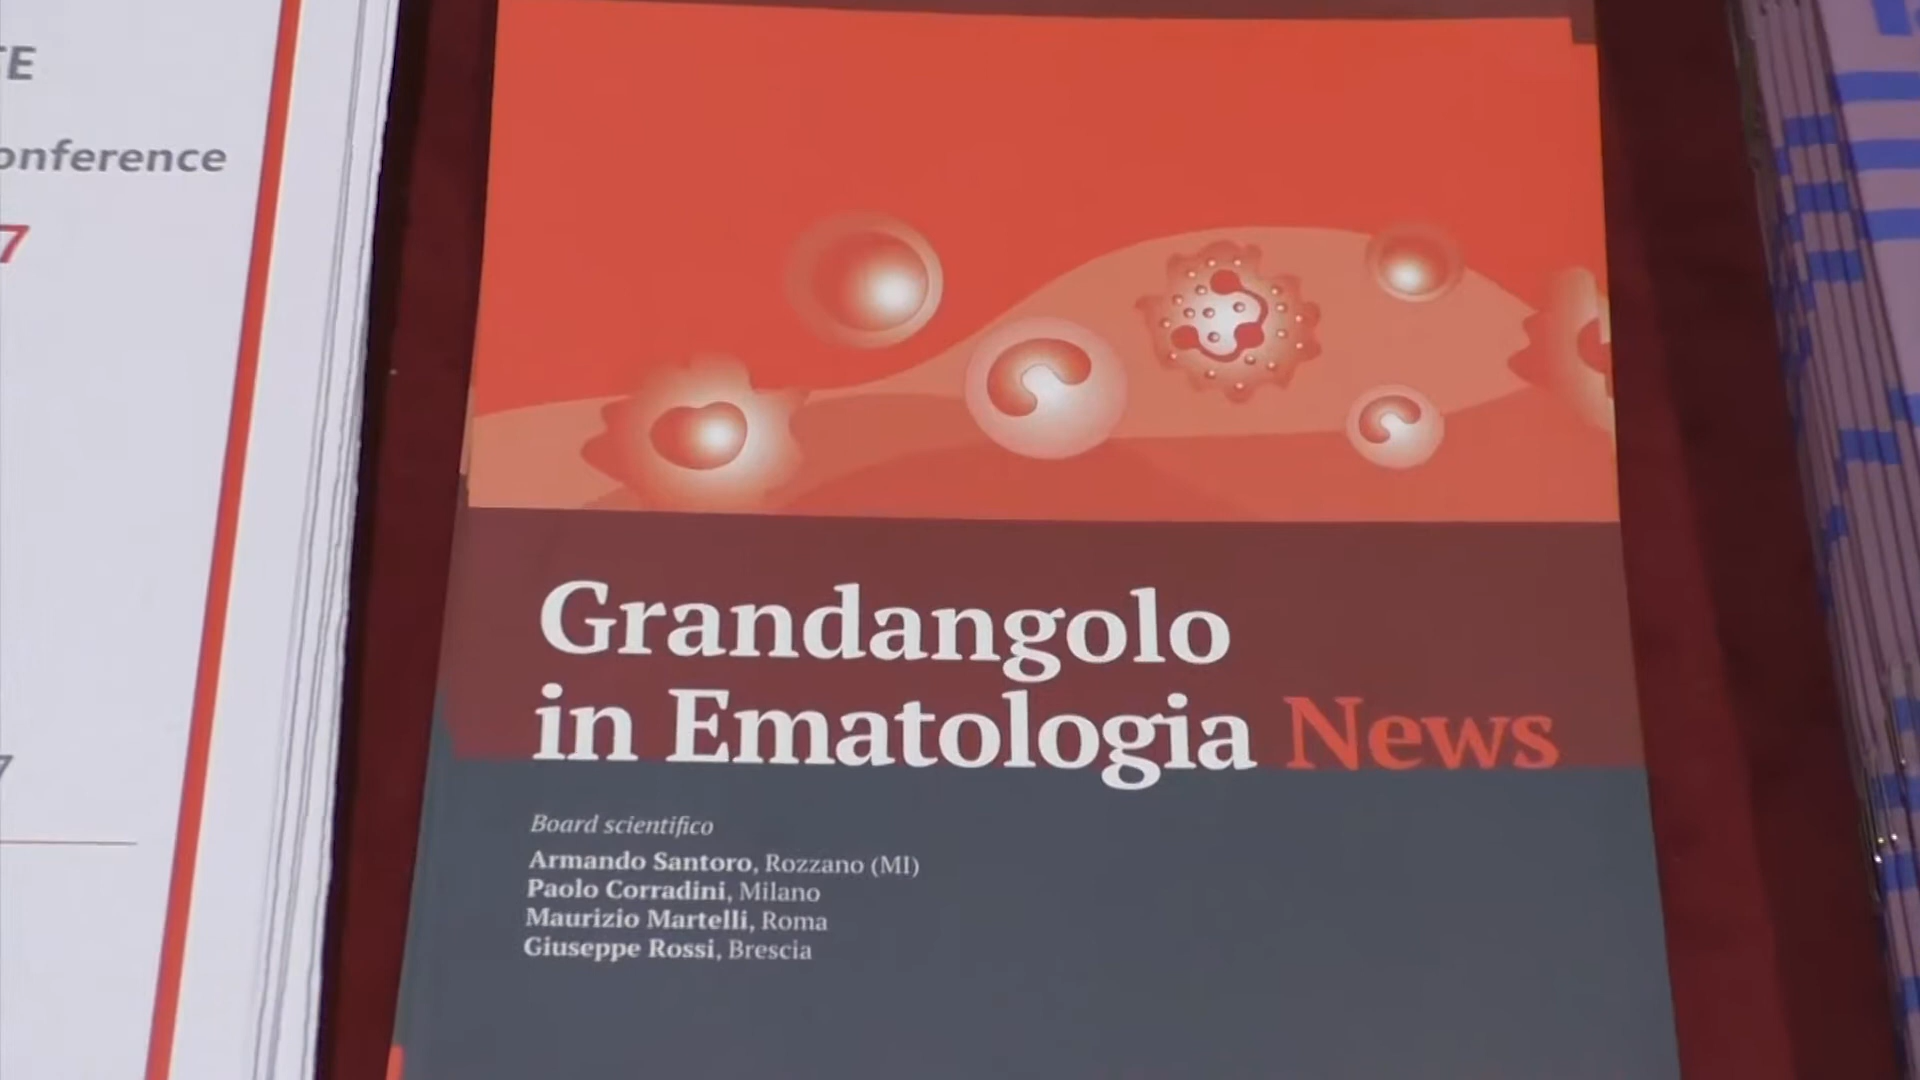 onference
7
Grandangolo
in Ematologia News
Board scientifico
Armando Santoro, Rozzano (MI)
Paolo Corradini, Milano
Maurizio Martelli, Roma
Giuseppe Rossi, Brescia